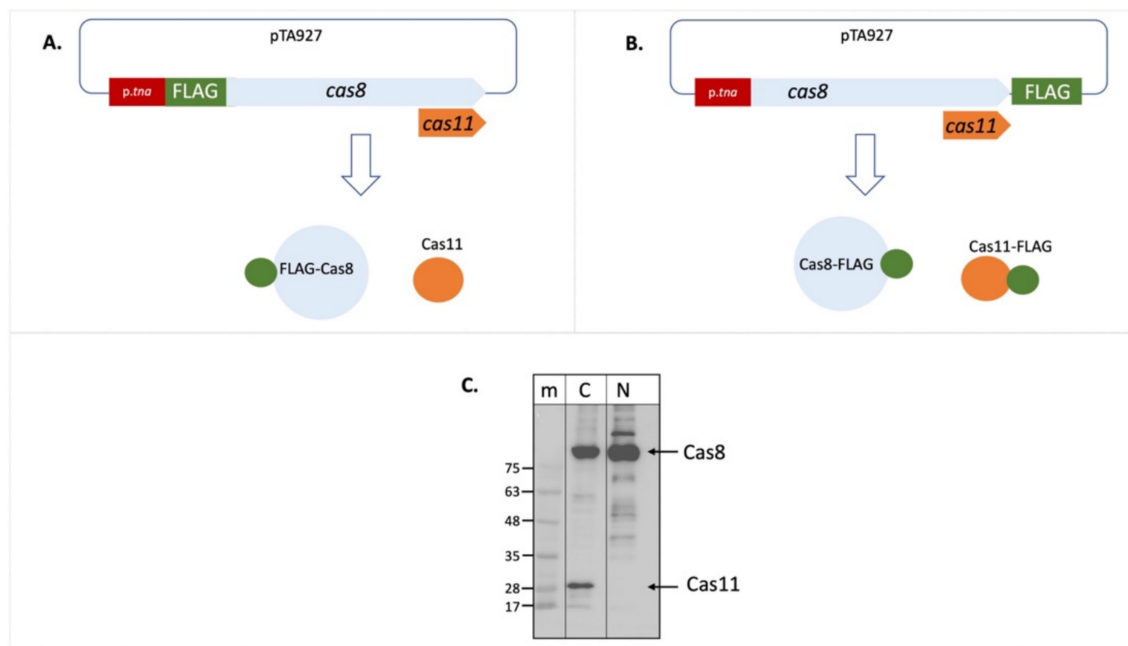 A.
pTA927
p.tna FLAG cas8
cas11
FLAG-Cas8
Cas11
B.
pTA927
p.tna cas8 FLAG
cas11
Cas8-FLAG
Cas11-FLAG
C.
m C N
Cas8
75
63
48
35
28
Cas11
17